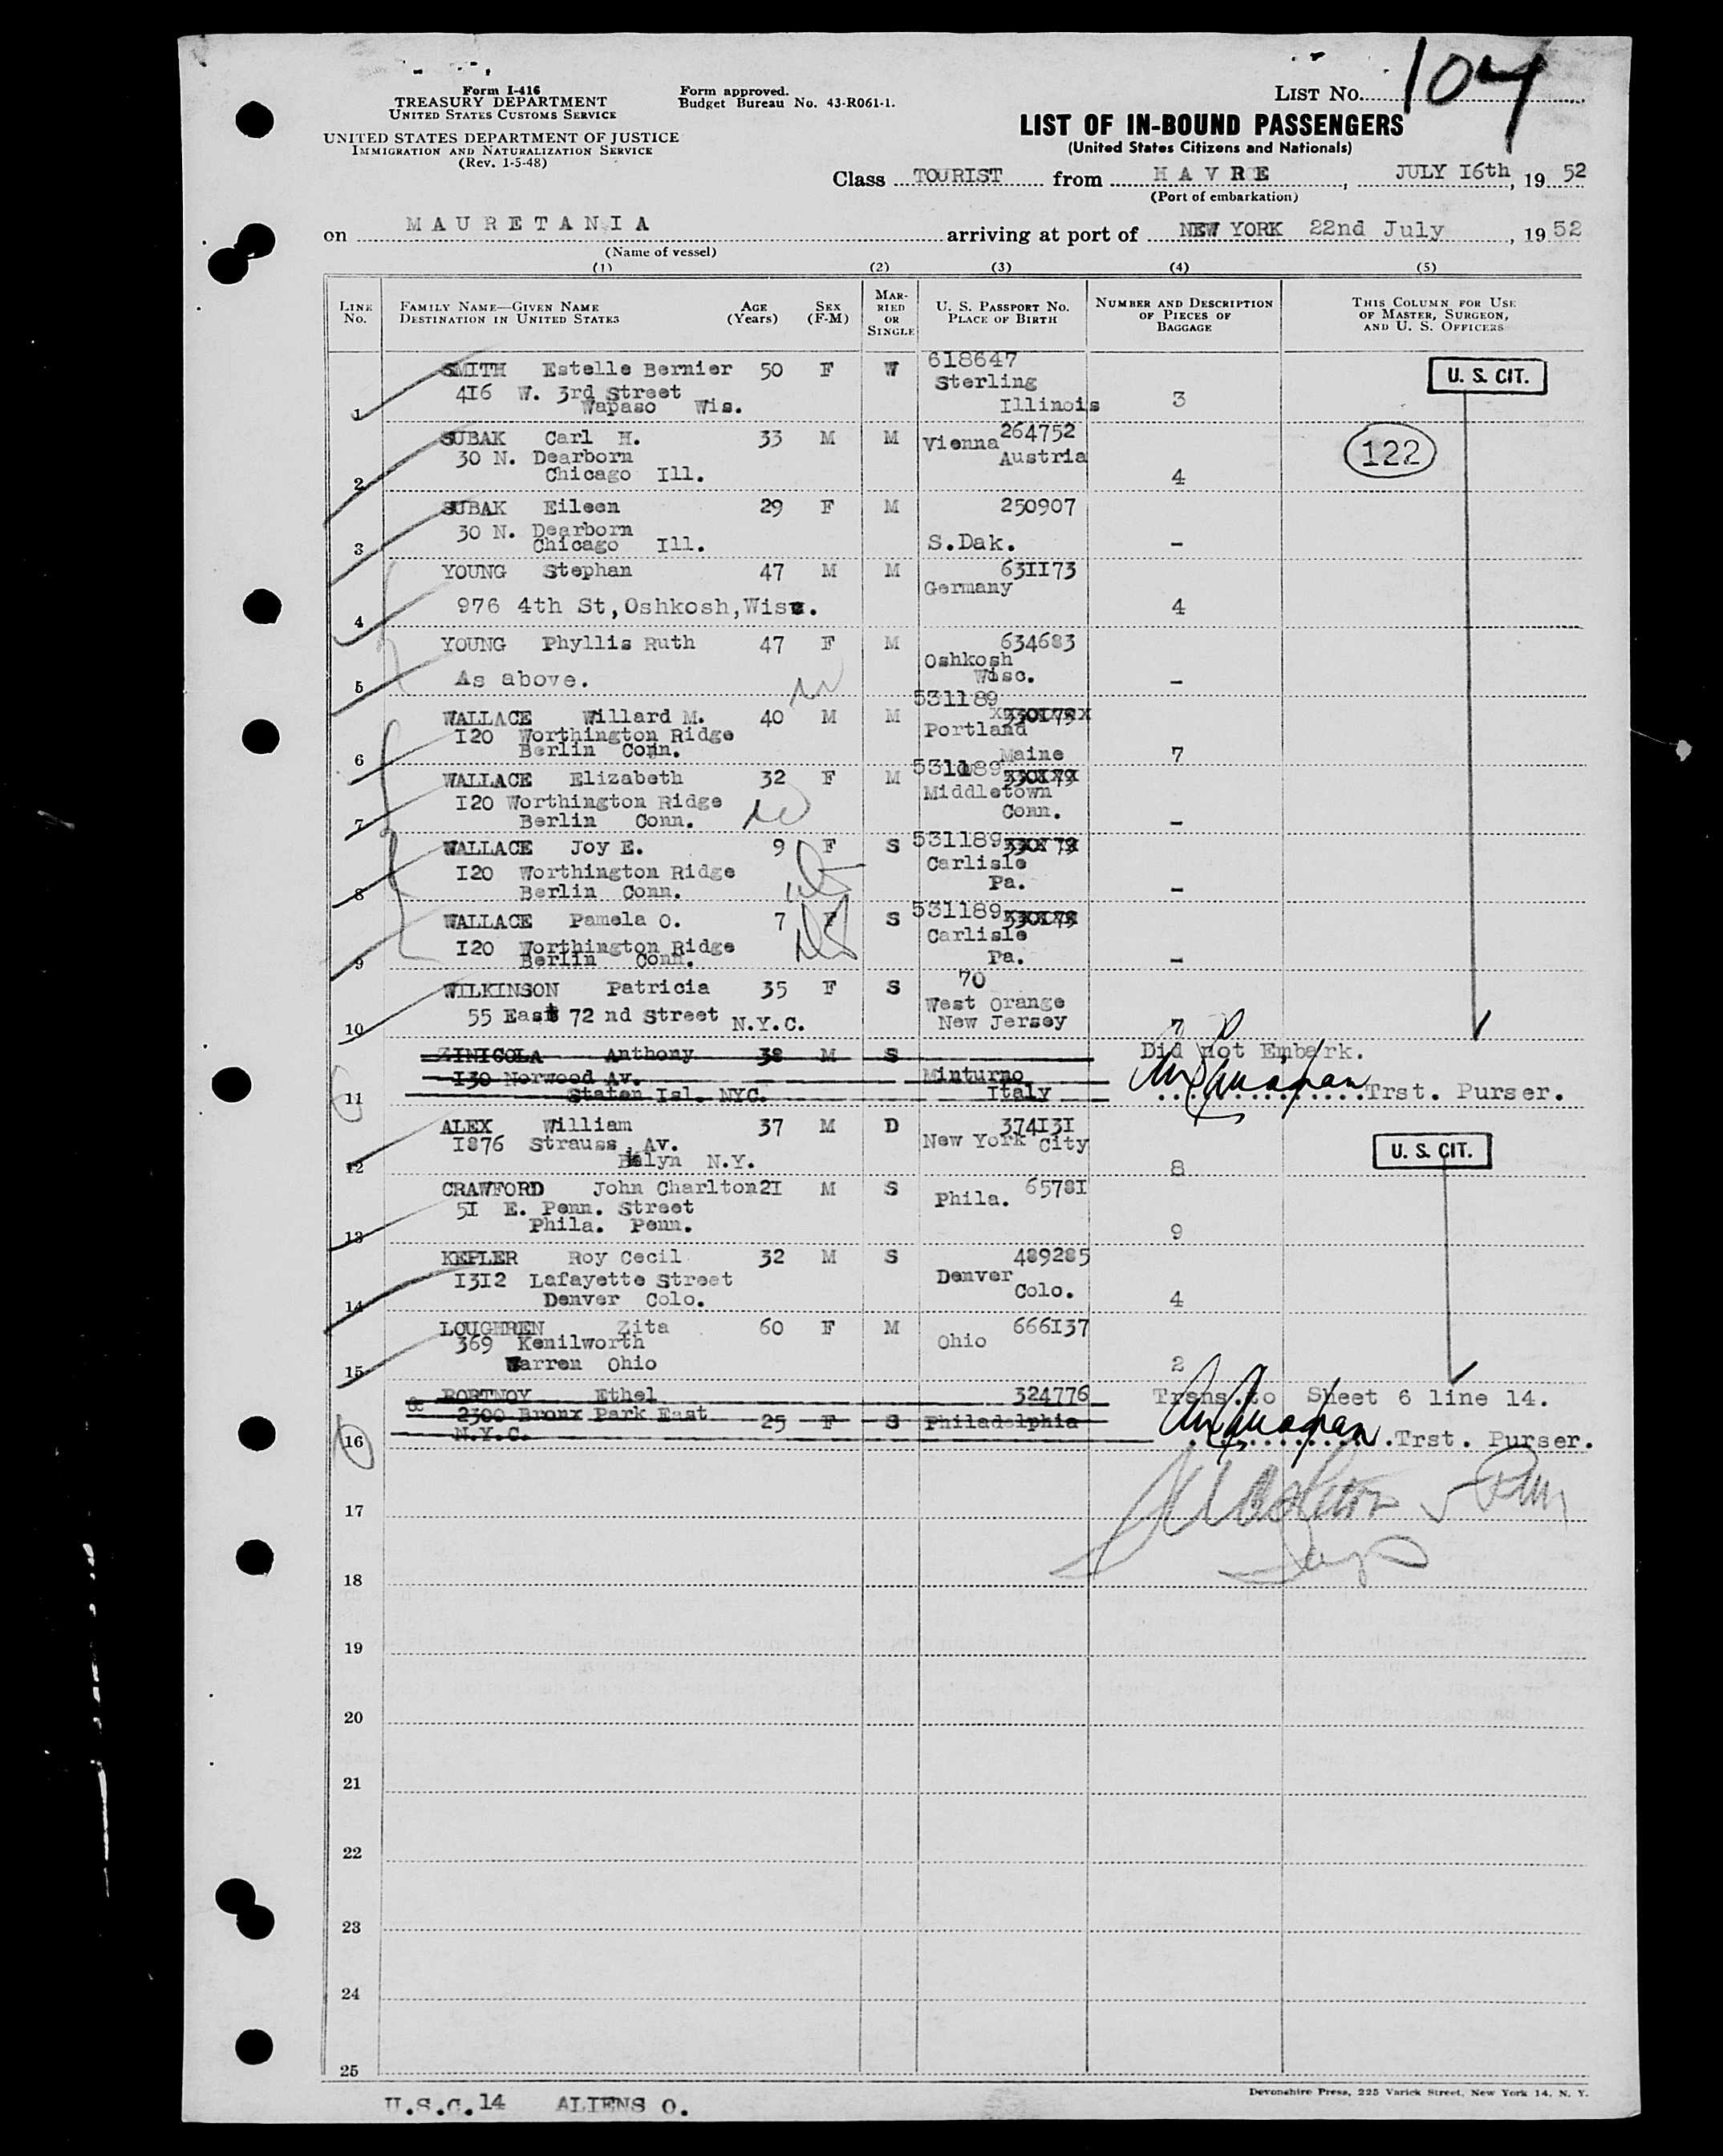 Form I-416
TREASURY DEPARTMENT
UNITED STATES CUSTOMS SERVICE
UNITED STATES DEPARTMENT OF JUSTICE
IMMIGRATION AND NATURALIZATION SERVICE
(Rev. 1-5-48)
Form approved.
Budget Bureau No. 43-R061-1.
LIST NO. 104
LIST OF IN-BOUND PASSENGERS
(United States Citizens and Nationals)
Class TOURIST from HAVRE, JULY 16th, 19 52
(Port of embarkation)
on MAURETANIA arriving at port of NEW YORK 22nd July, 19 52
(Name of vessel)
(1) (2) (3) (4) (5)
LINE NO. FAMILY NAME—GIVEN NAME DESTINATION IN UNITED STATES AGE (Years) SEX (F-M) MARRIED OR SINGLE U. S. PASSPORT NO. PLACE OF BIRTH NUMBER AND DESCRIPTION OF PIECES OF BAGGAGE THIS COLUMN FOR USE OF MASTER, SURGEON, AND U. S. OFFICERS
SMITH Estelle Bernier 50 F W 618647
416 W. 3rd Street Sterling U. S. CIT.
1 Wapaso Wis. Illinois 3
SUBAK Carl H. 33 M M Vienna 264752
30 N. Dearborn Austria 122
2 Chicago Ill. 4
SUBAK Eileen 29 F M 250907
30 N. Dearborn
3 Chicago Ill. S.Dak. -
YOUNG Stephan 47 M M 631173
Germany
4 976 4th St,Oshkosh,Wis. 4
YOUNG Phyllis Ruth 47 F M 634683
Oshkosh
5 As above. Wisc. -
531189
WALLACE Willard M. 40 M M
120 Worthington Ridge Portland
6 Berlin Conn. Maine 7
WALLACE Elizabeth 32 F M 531189
120 Worthington Ridge Middletown
7 Berlin Conn. Conn. -
WALLACE Joy E. 9 F S 531189
120 Worthington Ridge Carlisle
8 Berlin Conn. Pa. -
WALLACE Pamela O. 7 F S 531189
120 Worthington Ridge Carlisle
9 Berlin Conn. Pa. -
WILKINSON Patricia 35 F S 70
55 East 72 nd Street N.Y.C. West Orange
10 New Jersey 7
ZINICOLA Anthony 38 M S Did not Embark.
130 Norwood Av. Minturno
11 Staten Isl. NYC. Italy Trst. Purser.
ALEX William 37 M D 374131
1876 Strauss Av. New York City U. S. CIT.
12 Bklyn N.Y. 8
CRAWFORD John Charlton 21 M S 65781
51 E. Penn. Street Phila.
13 Phila. Penn. 9
KEPLER Roy Cecil 32 M S 489285
1312 Lafayette Street Denver
14 Denver Colo. Colo. 4
LOUGHREN Zita 60 F M 666137
369 Kenilworth Ohio
15 Warren Ohio 2
PORTNOY Ethel 324776 Trans.to Sheet 6 line 14.
2300 Bronx Park East 25 F S Philadelphia
16 N.Y.C. Trst. Purser.
17
18
19
20
21
22
23
24
25
Devonshire Press, 225 Varick Street, New York 14, N. Y.
U.S.C. 14 ALIENS 0.